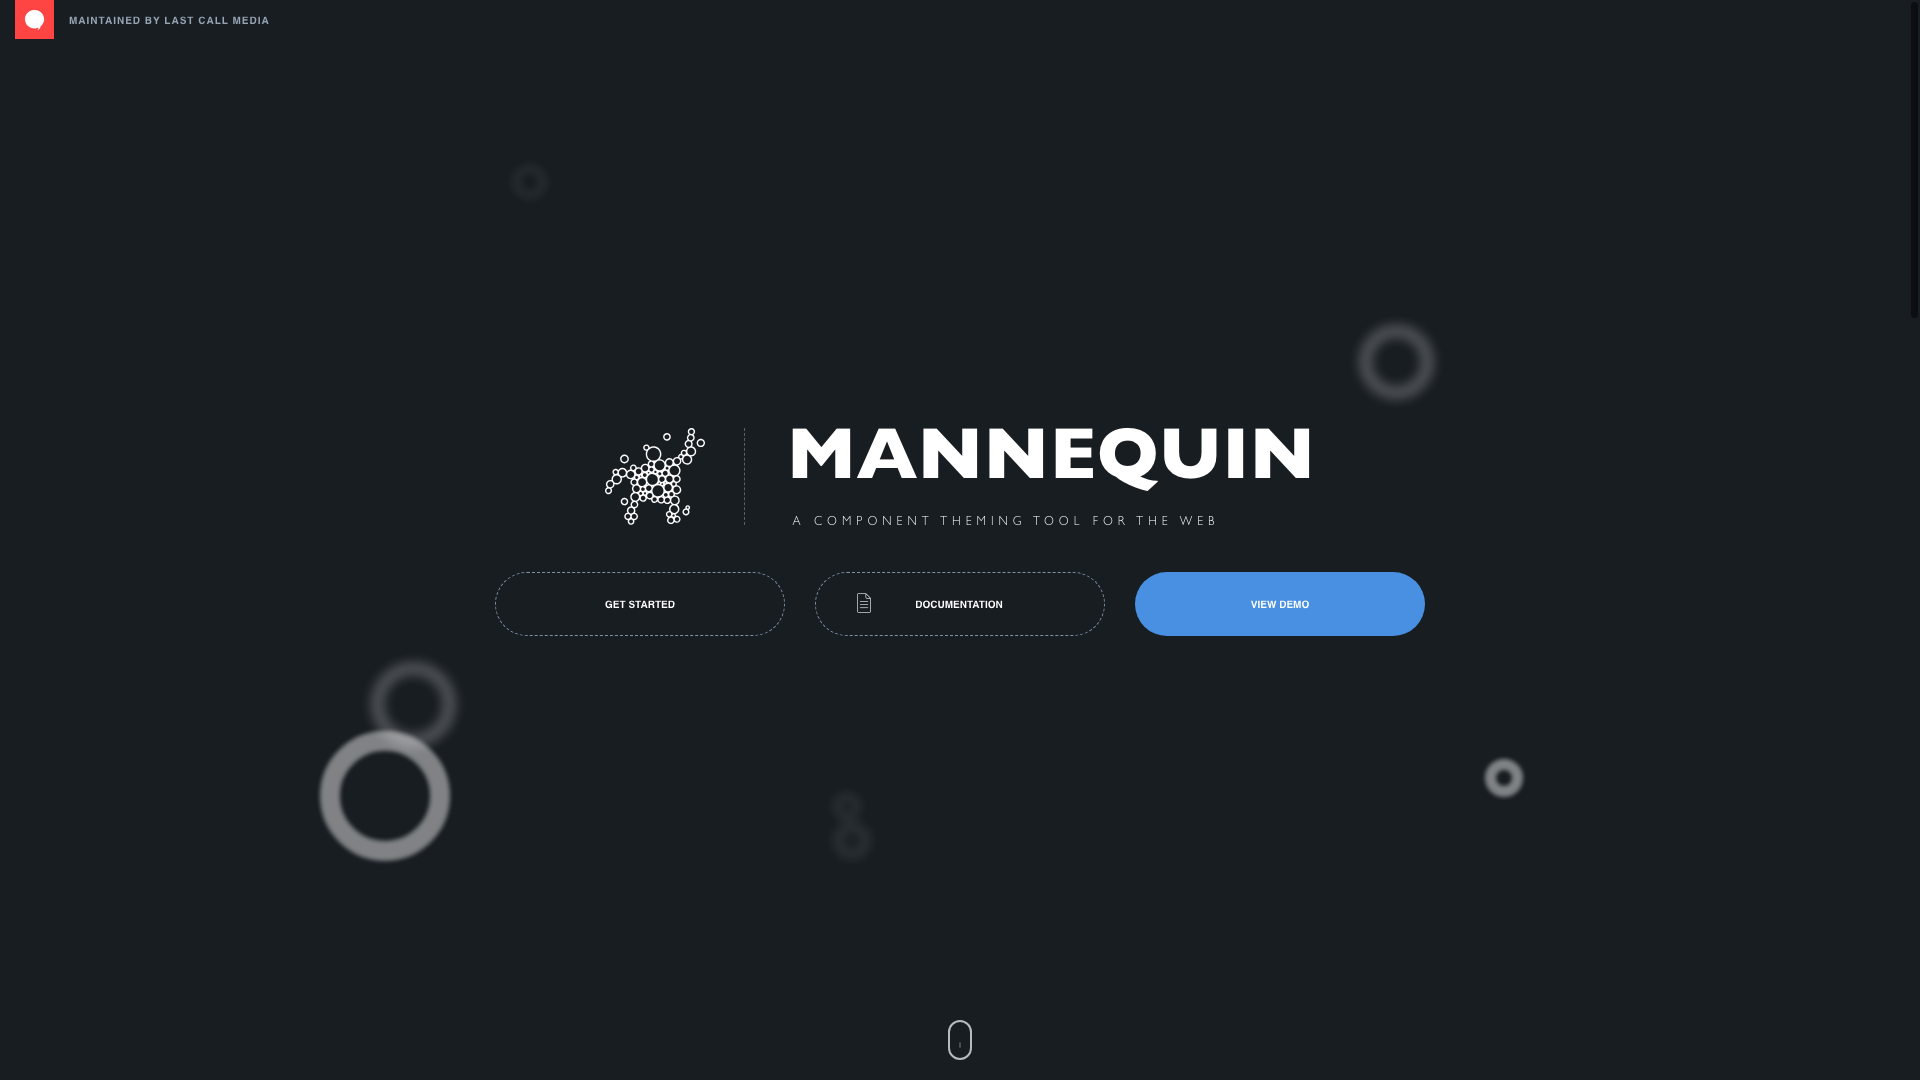 MAINTAINED BY LAST CALL MEDIA
MANNEQUIN
A COMPONENT THEMING TOOL FOR THE WEB
GET STARTED
DOCUMENTATION
VIEW DEMO